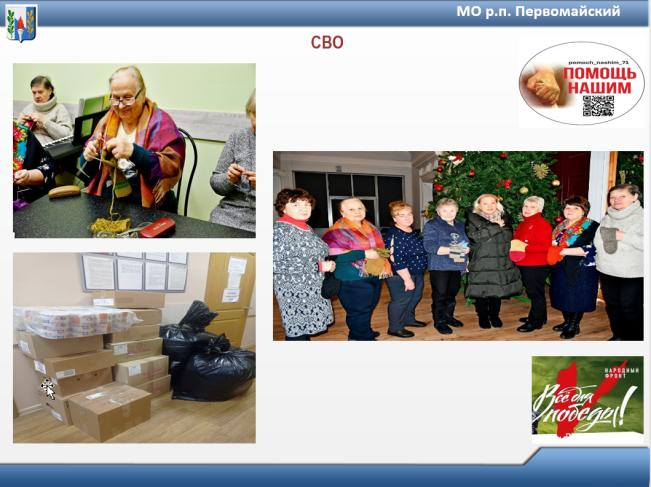 МО р.п. Первомайский
СВО
pomoch_nashim_71
ПОМОЩЬ
НАШИМ
НАРОДНЫЙ
ФРОНТ
Всё для
победы!